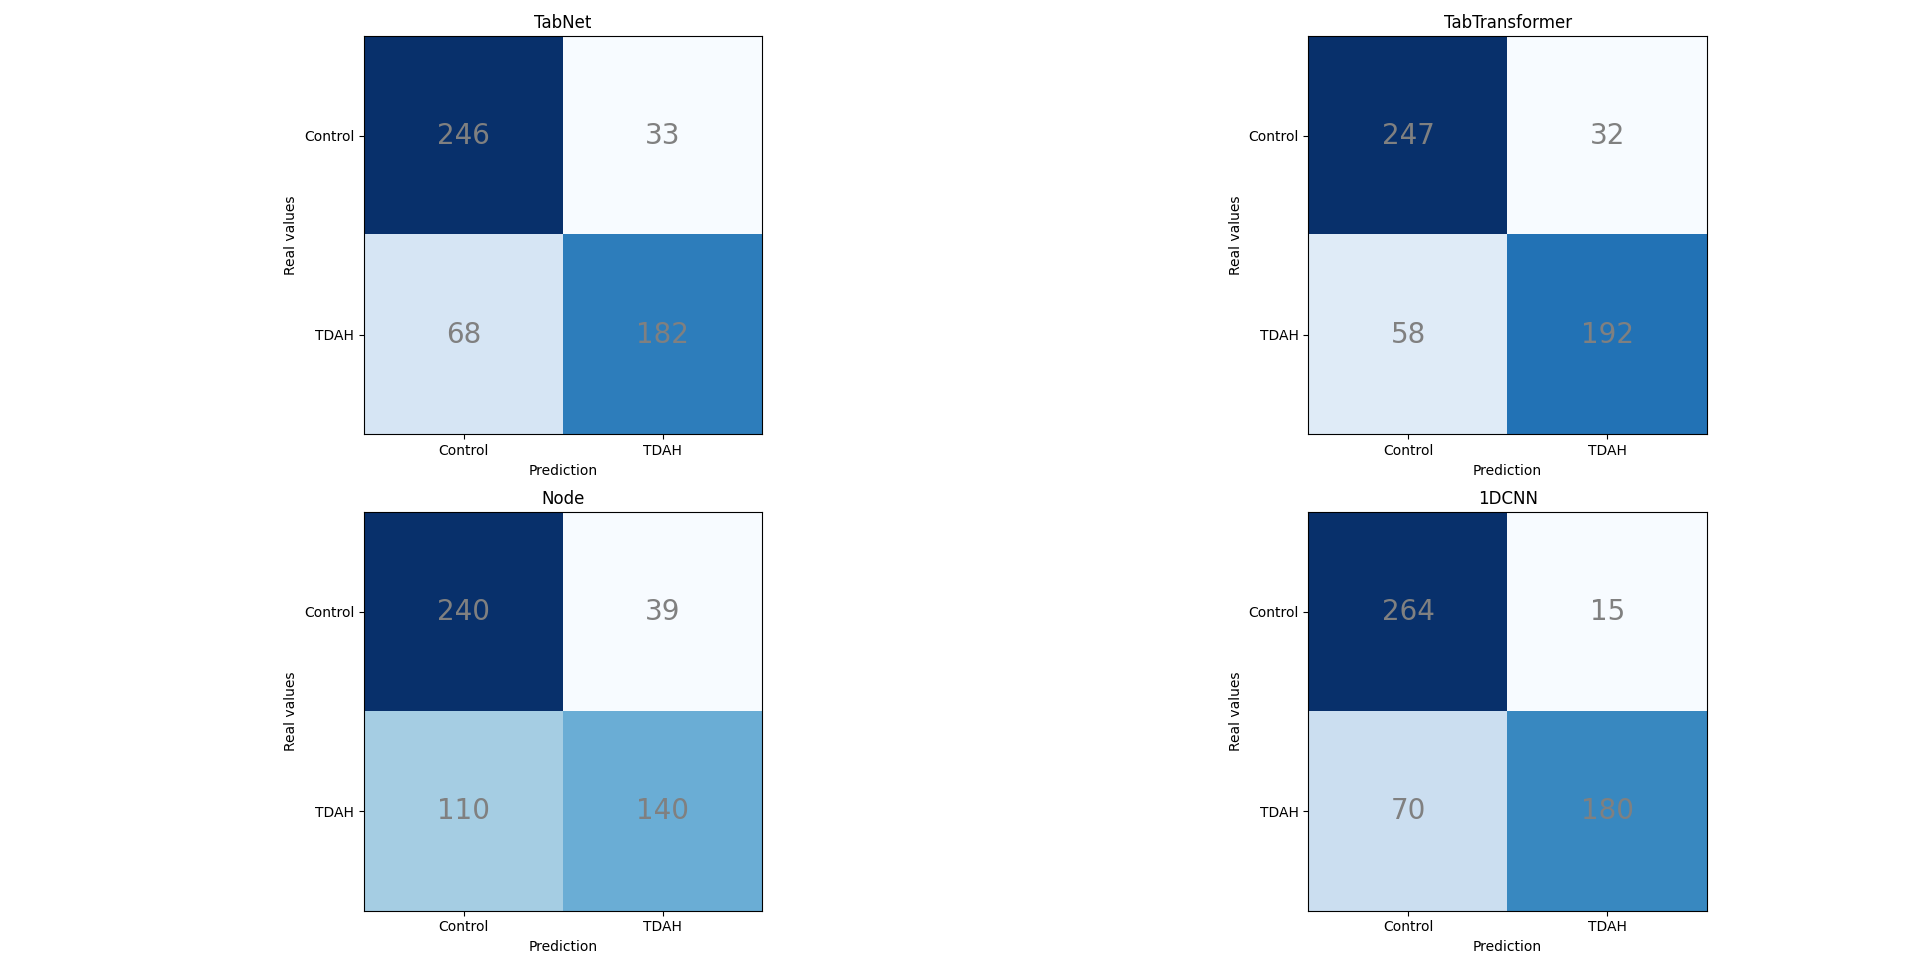 TabNet
Control
246
33
Real values
TDAH
68
182
Control
TDAH
Prediction
TabTransformer
Control
247
32
Real values
TDAH
58
192
Control
TDAH
Prediction
Node
Control
240
39
Real values
TDAH
110
140
Control
TDAH
Prediction
1DCNN
Control
264
15
Real values
TDAH
70
180
Control
TDAH
Prediction